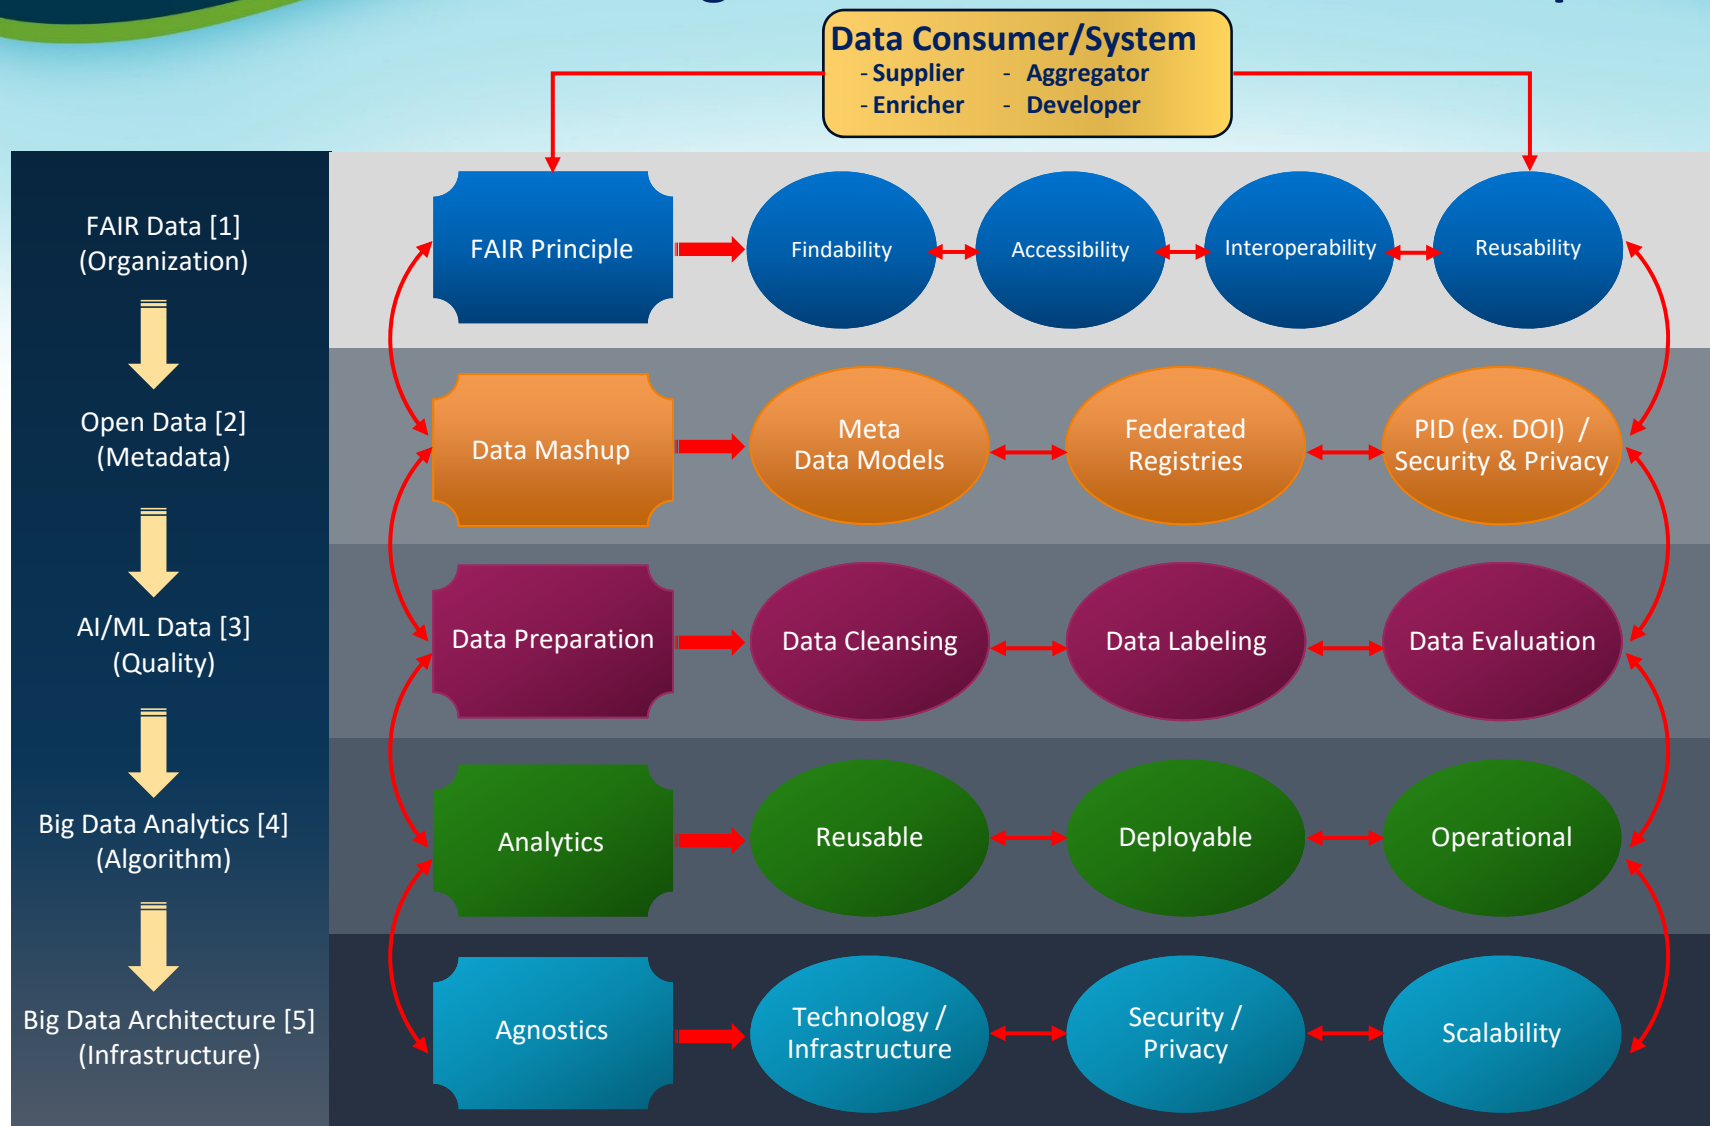 Data Consumer/System
- Supplier - Aggregator
- Enricher - Developer
FAIR Data [1]
(Organization)
FAIR Principle
Findability
Accessibility
Interoperability
Reusability
Open Data [2]
(Metadata)
Data Mashup
Meta
Data Models
Federated
Registries
PID (ex. DOI) /
Security & Privacy
AI/ML Data [3]
(Quality)
Data Preparation
Data Cleansing
Data Labeling
Data Evaluation
Big Data Analytics [4]
(Algorithm)
Analytics
Reusable
Deployable
Operational
Big Data Architecture [5]
(Infrastructure)
Agnostics
Technology /
Infrastructure
Security /
Privacy
Scalability